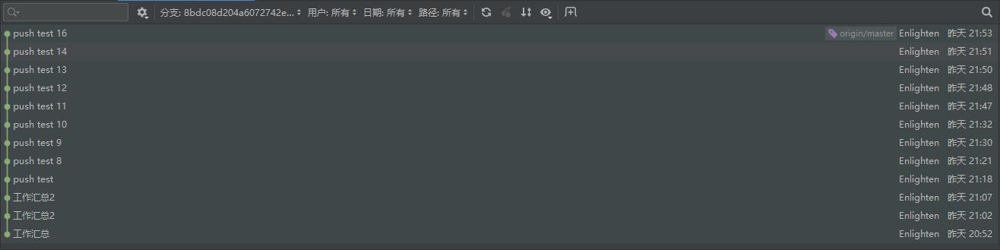 分支: 8bdc08d204a6072742e... 用户: 所有 日期: 所有 路径: 所有
push test 16 origin/master Enlighten 昨天 21:53
push test 14 Enlighten 昨天 21:51
push test 13 Enlighten 昨天 21:50
push test 12 Enlighten 昨天 21:48
push test 11 Enlighten 昨天 21:47
push test 10 Enlighten 昨天 21:32
push test 9 Enlighten 昨天 21:30
push test 8 Enlighten 昨天 21:21
push test Enlighten 昨天 21:18
工作汇总2 Enlighten 昨天 21:07
工作汇总2 Enlighten 昨天 21:02
工作汇总 Enlighten 昨天 20:52